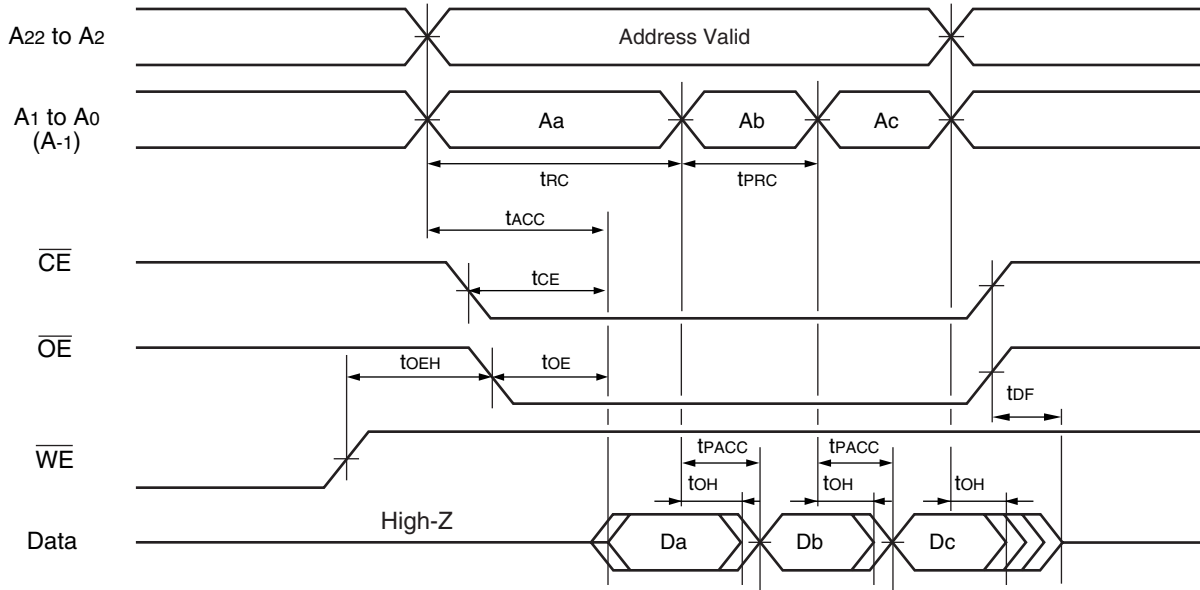 A22 to A2
Address Valid
A1 to A0
(A-1)
Aa
Ab
Ac
tRC
tPRC
tACC
CE
tCE
OE
tOEH
tOE
tDF
WE
tPACC
tPACC
tOH
tOH
tOH
High-Z
Data
Da
Db
Dc